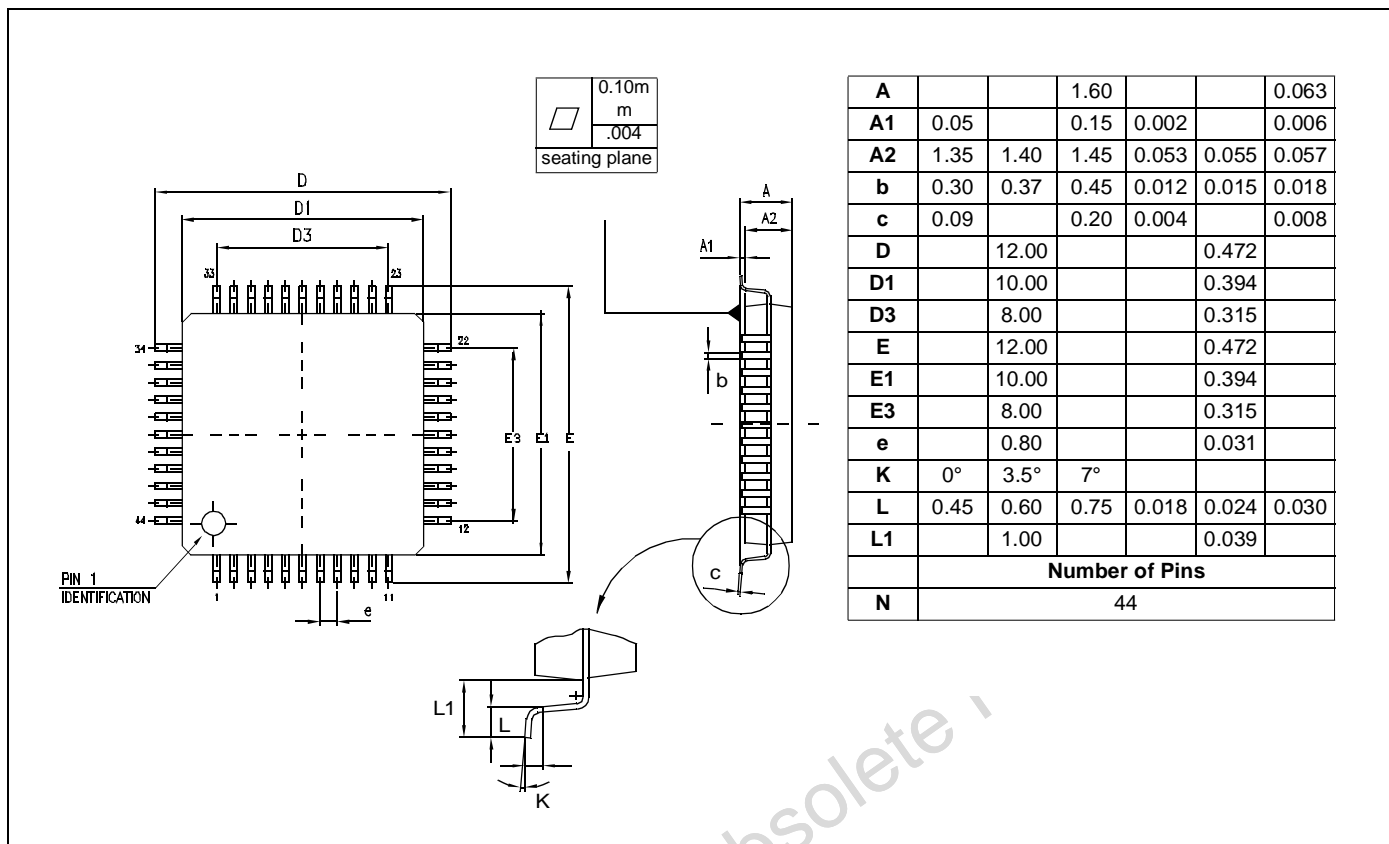 0.10m
m
.004
seating plane
D
D1
D3
33
23
34
22
44
12
E3
E1
E
PIN 1
IDENTIFICATION
1
11
e
A
A2
A1
b
c
L1
L
K
A 1.60 0.063
A1 0.05 0.15 0.002 0.006
A2 1.35 1.40 1.45 0.053 0.055 0.057
b 0.30 0.37 0.45 0.012 0.015 0.018
c 0.09 0.20 0.004 0.008
D 12.00 0.472
D1 10.00 0.394
D3 8.00 0.315
E 12.00 0.472
E1 10.00 0.394
E3 8.00 0.315
e 0.80 0.031
K 0° 3.5° 7°
L 0.45 0.60 0.75 0.018 0.024 0.030
L1 1.00 0.039
Number of Pins
N 44